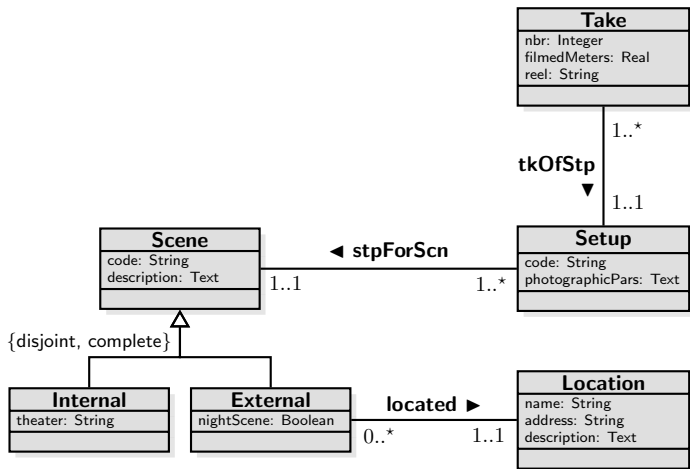 Take
nbr: Integer
filmedMeters: Real
reel: String
1..*
tkOfStp
▼
1..1
Scene
code: String
description: Text
◀ stpForScn
1..1
1..*
Setup
code: String
photographicPars: Text
{disjoint, complete}
Internal
theater: String
External
nightScene: Boolean
located ▶
0..*
1..1
Location
name: String
address: String
description: Text